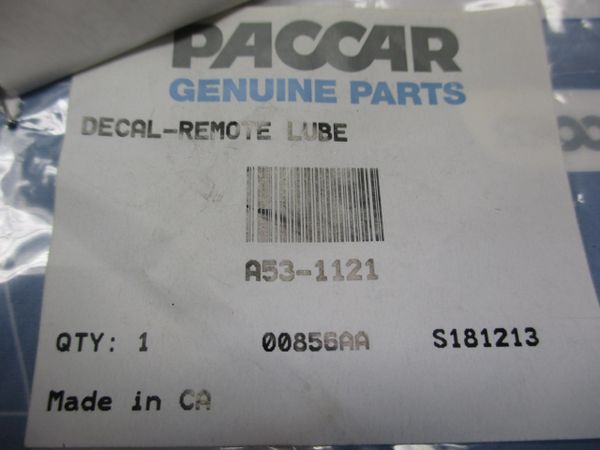 PACCAR
GENUINE PARTS
DECAL-REMOTE LUBE
A53-1121
QTY: 1 00856AA S181213
Made in CA